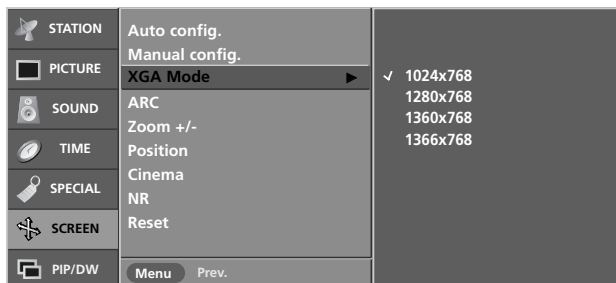 STATION
PICTURE
SOUND
TIME
SPECIAL
SCREEN
PIP/DW
Auto config.
Manual config.
XGA Mode
ARC
Zoom +/-
Position
Cinema
NR
Reset
Menu Prev.
1024x768
1280x768
1360x768
1366x768